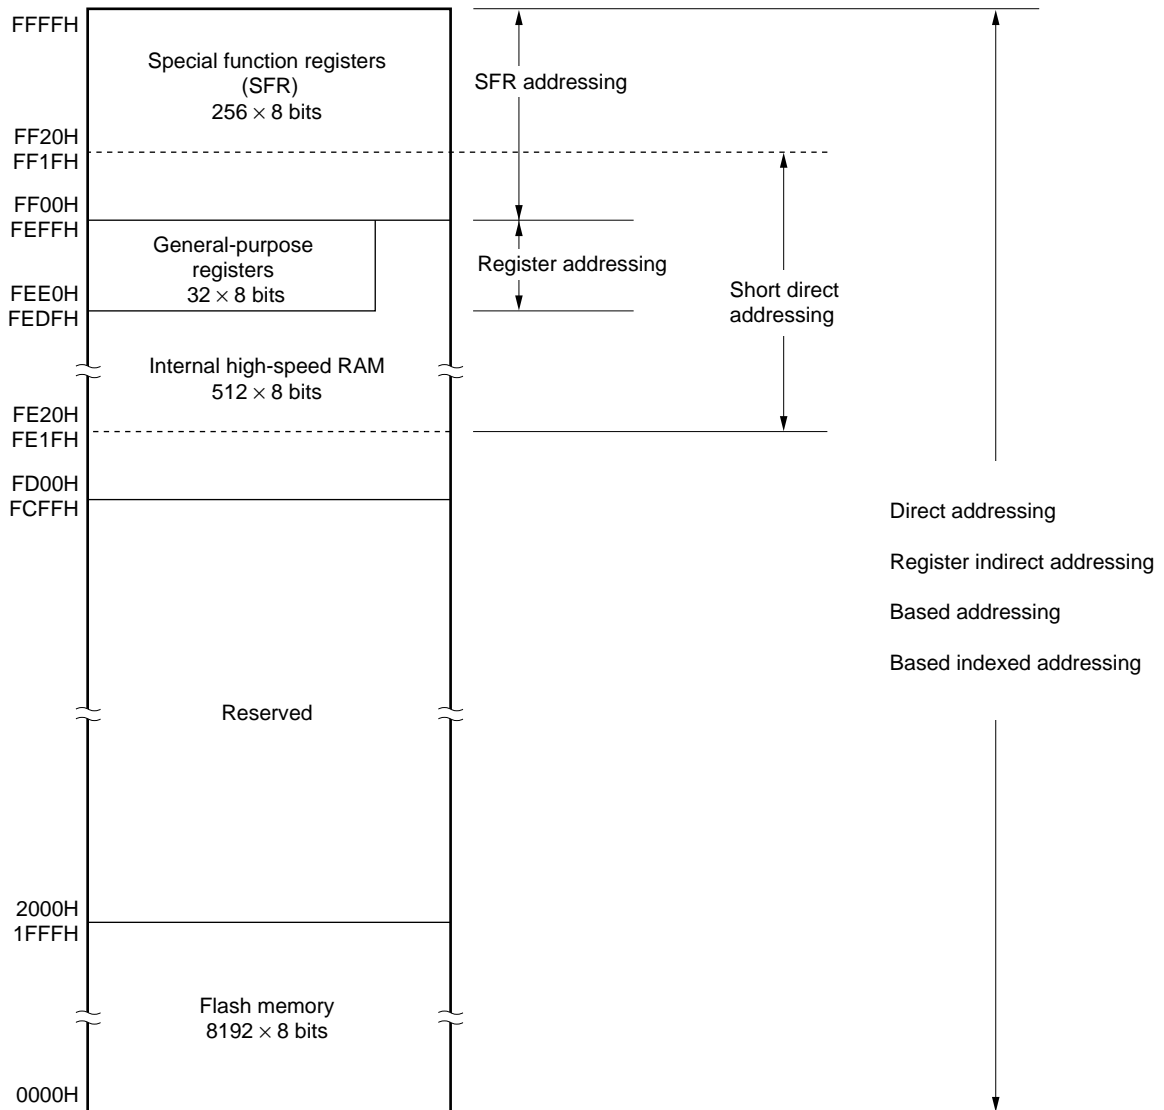 FFFFH
Special function registers
(SFR)
256 × 8 bits
SFR addressing
FF20H
FF1FH
FF00H
FEFFH
General-purpose
registers
32 × 8 bits
Register addressing
Short direct
addressing
FEE0H
FEDFH
Internal high-speed RAM
512 × 8 bits
FE20H
FE1FH
FD00H
FCFFH
Direct addressing
Register indirect addressing
Based addressing
Based indexed addressing
Reserved
2000H
1FFFH
Flash memory
8192 × 8 bits
0000H